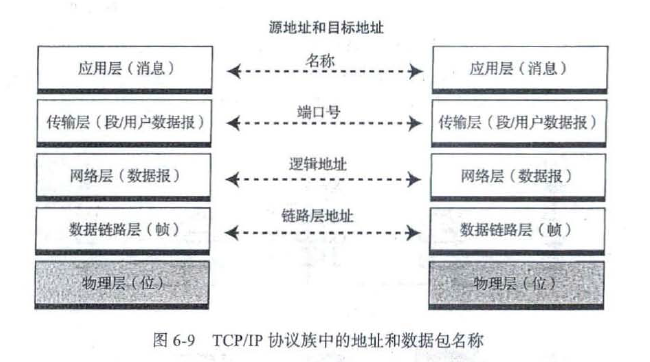 源地址和目标地址
应用层（消息） 名称 应用层（消息）
传输层（段/用户数据报） 端口号 传输层（段/用户数据报）
网络层（数据报） 逻辑地址 网络层（数据报）
数据链路层（帧） 链路层地址 数据链路层（帧）
物理层（位） 物理层（位）
图 6-9 TCP/IP 协议族中的地址和数据包名称